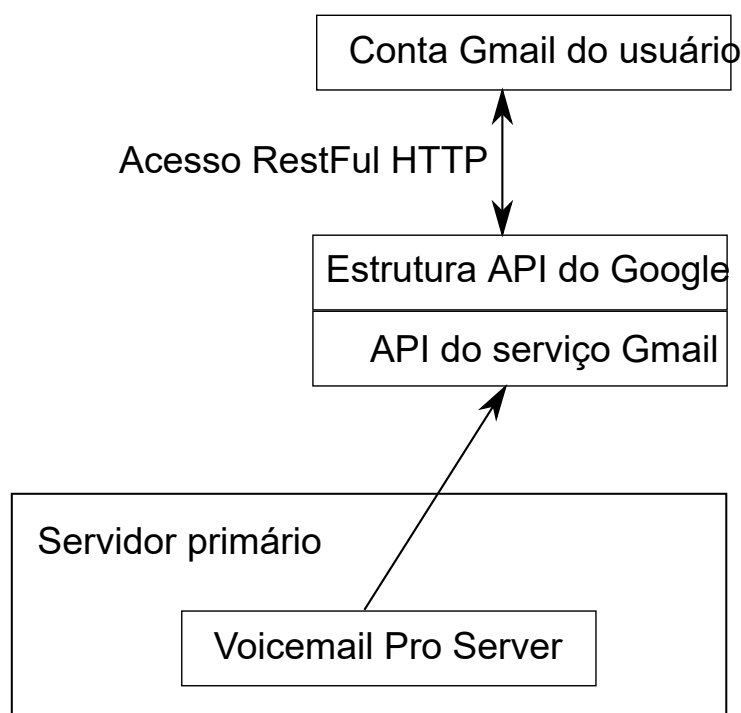 Conta Gmail do usuário
Acesso RestFul HTTP
Estrutura API do Google
API do serviço Gmail
Servidor primário
Voicemail Pro Server